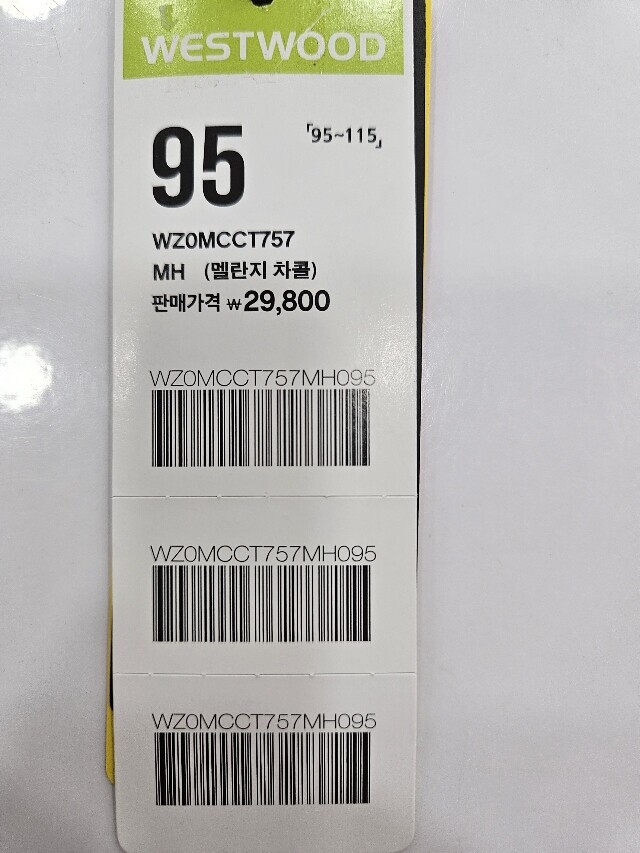 WESTWOOD
95 「95~115」
WZ0MCCT757
MH (멜란지 차콜)
판매가격 ₩29,800
WZ0MCCT757MH095
WZ0MCCT757MH095
WZ0MCCT757MH095